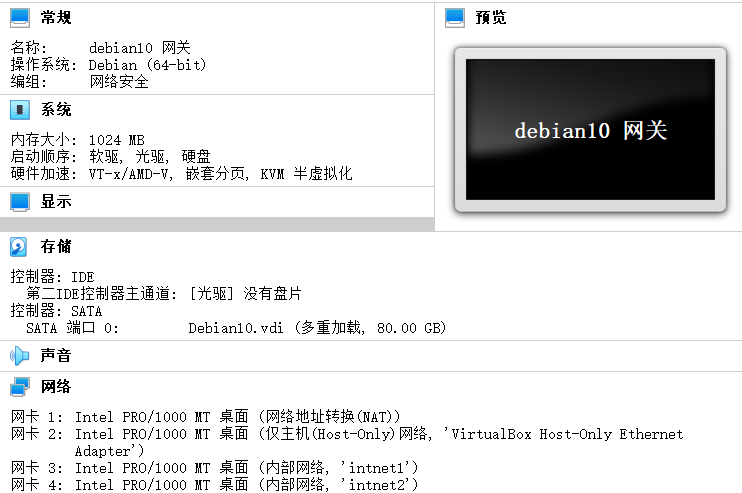 常规
名称: debian10 网关
操作系统: Debian (64-bit)
编组: 网络安全
系统
内存大小: 1024 MB
启动顺序: 软驱, 光驱, 硬盘
硬件加速: VT-x/AMD-V, 嵌套分页, KVM 半虚拟化
显示
预览
debian10 网关
存储
控制器: IDE
第二IDE控制器主通道: [光驱] 没有盘片
控制器: SATA
SATA 端口 0: Debian10.vdi (多重加载, 80.00 GB)
声音
网络
网卡 1: Intel PRO/1000 MT 桌面 (网络地址转换(NAT))
网卡 2: Intel PRO/1000 MT 桌面 (仅主机(Host-Only)网络, 'VirtualBox Host-Only Ethernet
Adapter')
网卡 3: Intel PRO/1000 MT 桌面 (内部网络, 'intnet1')
网卡 4: Intel PRO/1000 MT 桌面 (内部网络, 'intnet2')